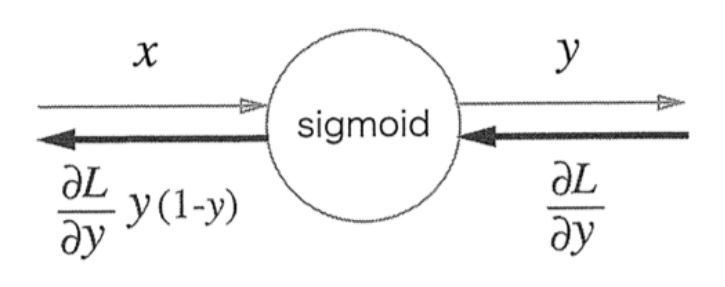 x
y
sigmoid
∂L/∂y y(1-y)
∂L/∂y